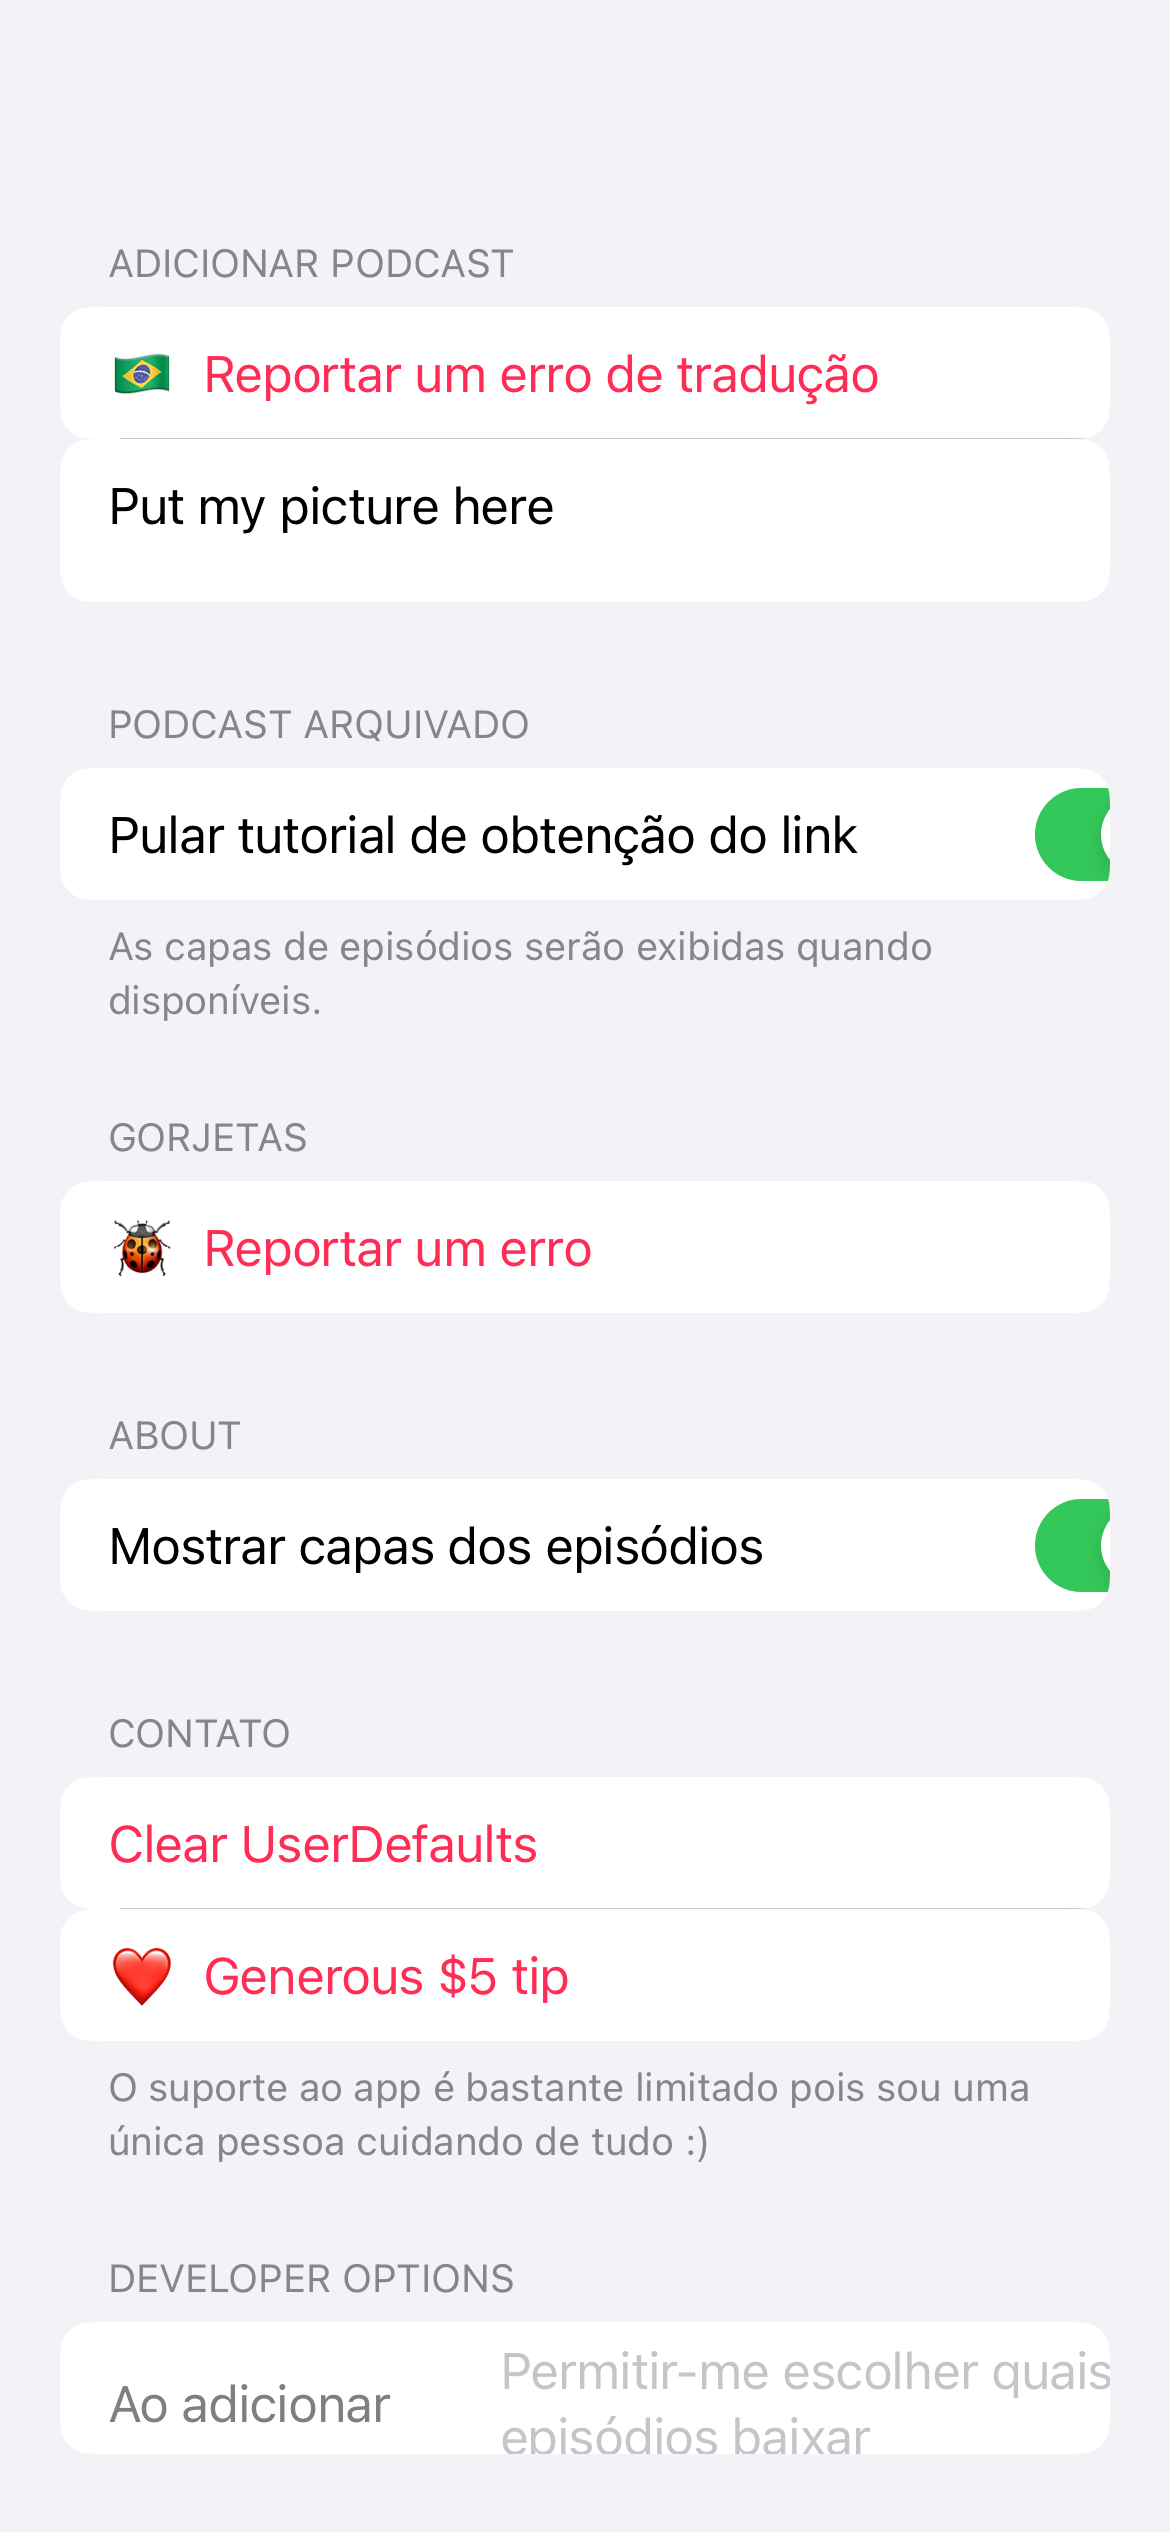 ADICIONAR PODCAST
Reportar um erro de tradução
Put my picture here
PODCAST ARQUIVADO
Pular tutorial de obtenção do link
As capas de episódios serão exibidas quando
disponíveis.
GORJETAS
Reportar um erro
ABOUT
Mostrar capas dos episódios
CONTATO
Clear UserDefaults
Generous $5 tip
O suporte ao app é bastante limitado pois sou uma
única pessoa cuidando de tudo :)
DEVELOPER OPTIONS
Ao adicionar
Permitir-me escolher quais
episódios baixar